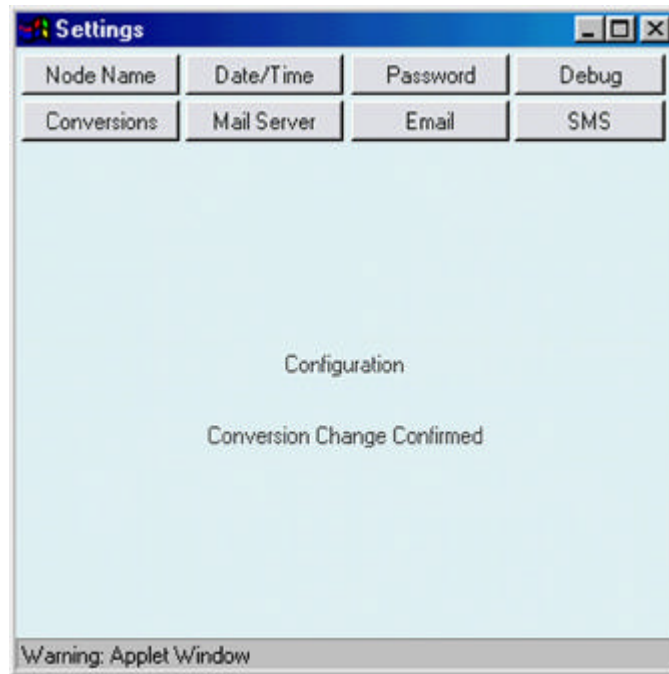 Settings
Node Name Date/Time Password Debug
Conversions Mail Server Email SMS
Configuration
Conversion Change Confirmed
Warning: Applet Window